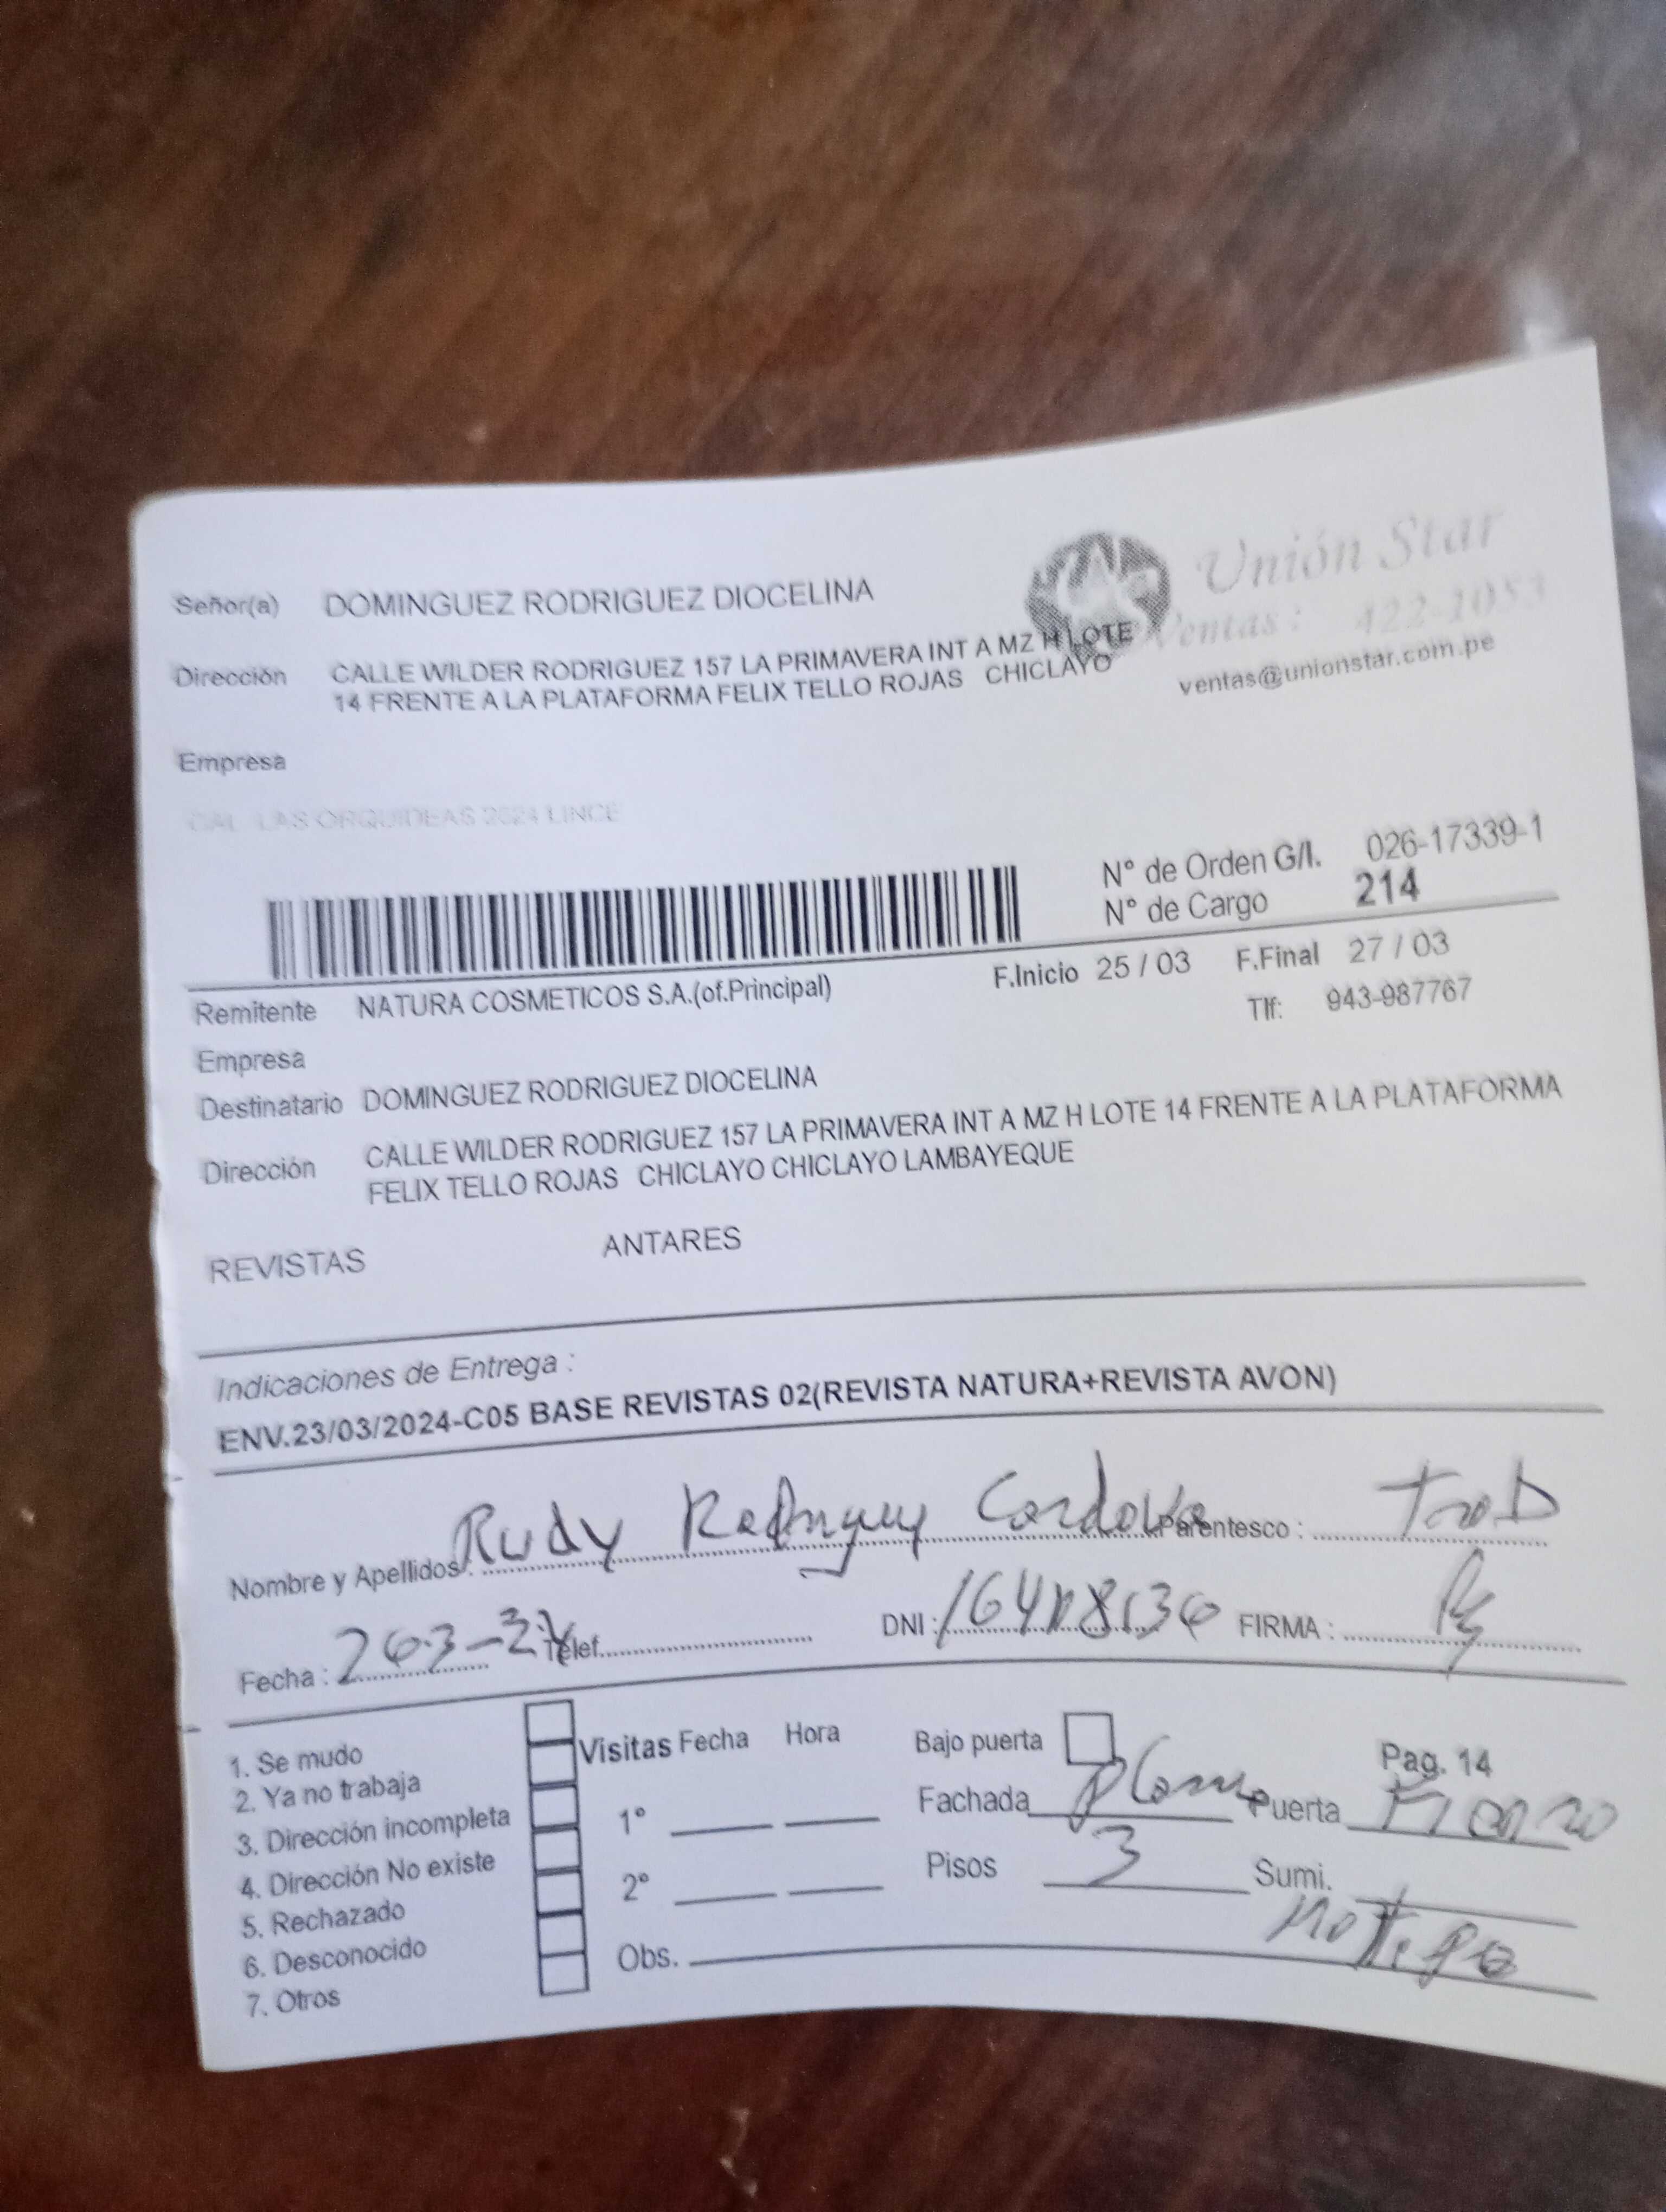 Señor(a) DOMINGUEZ RODRIGUEZ DIOCELINA
Unión Star
Ventas: 422-1053
ventas@unionstar.com.pe
Dirección CALLE WILDER RODRIGUEZ 157 LA PRIMAVERA INT A MZ H LOTE
14 FRENTE A LA PLATAFORMA FELIX TELLO ROJAS CHICLAYO
Empresa
CAL LAS ORQUIDEAS 2624 LINCE
N° de Orden G/I. 026-17339-1
N° de Cargo 214
F.Inicio 25 / 03 F.Final 27 / 03
Remitente NATURA COSMETICOS S.A.(of.Principal)
Tlf: 943-987767
Empresa
Destinatario DOMINGUEZ RODRIGUEZ DIOCELINA
Dirección CALLE WILDER RODRIGUEZ 157 LA PRIMAVERA INT A MZ H LOTE 14 FRENTE A LA PLATAFORMA
FELIX TELLO ROJAS CHICLAYO CHICLAYO LAMBAYEQUE
REVISTAS ANTARES
Indicaciones de Entrega :
ENV.23/03/2024-C05 BASE REVISTAS 02(REVISTA NATURA+REVISTA AVON)
Nombre y Apellidos : Rudy Cordova Parentesco :
Fecha : Telef. DNI : FIRMA :
1. Se mudo
2. Ya no trabaja
3. Dirección incompleta
4. Dirección No existe
5. Rechazado
6. Desconocido
7. Otros
Visitas Fecha Hora
1°
2°
Obs.
Bajo puerta Pag. 14
Fachada Puerta
Pisos 3 Sumi.